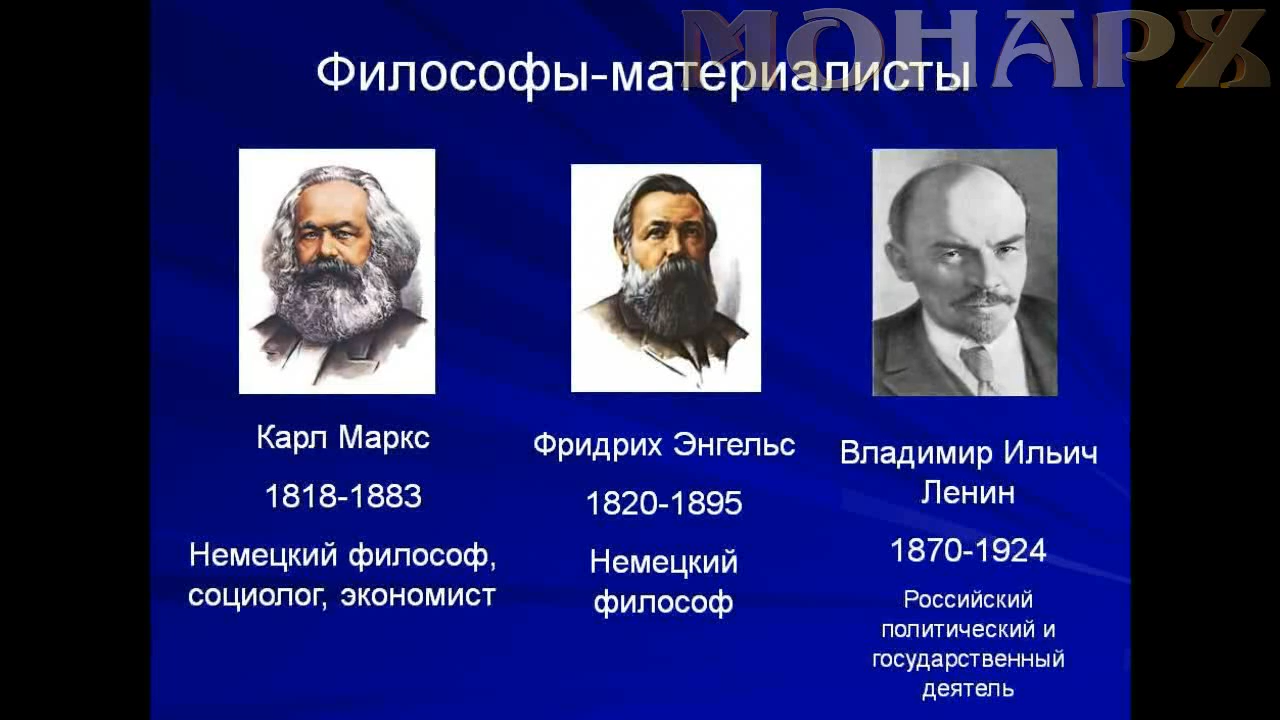 МОНАРХ
Философы-материалисты
Карл Маркс
1818-1883
Немецкий философ,
социолог, экономист
Фридрих Энгельс
1820-1895
Немецкий
философ
Владимир Ильич
Ленин
1870-1924
Российский
политический и
государственный
деятель